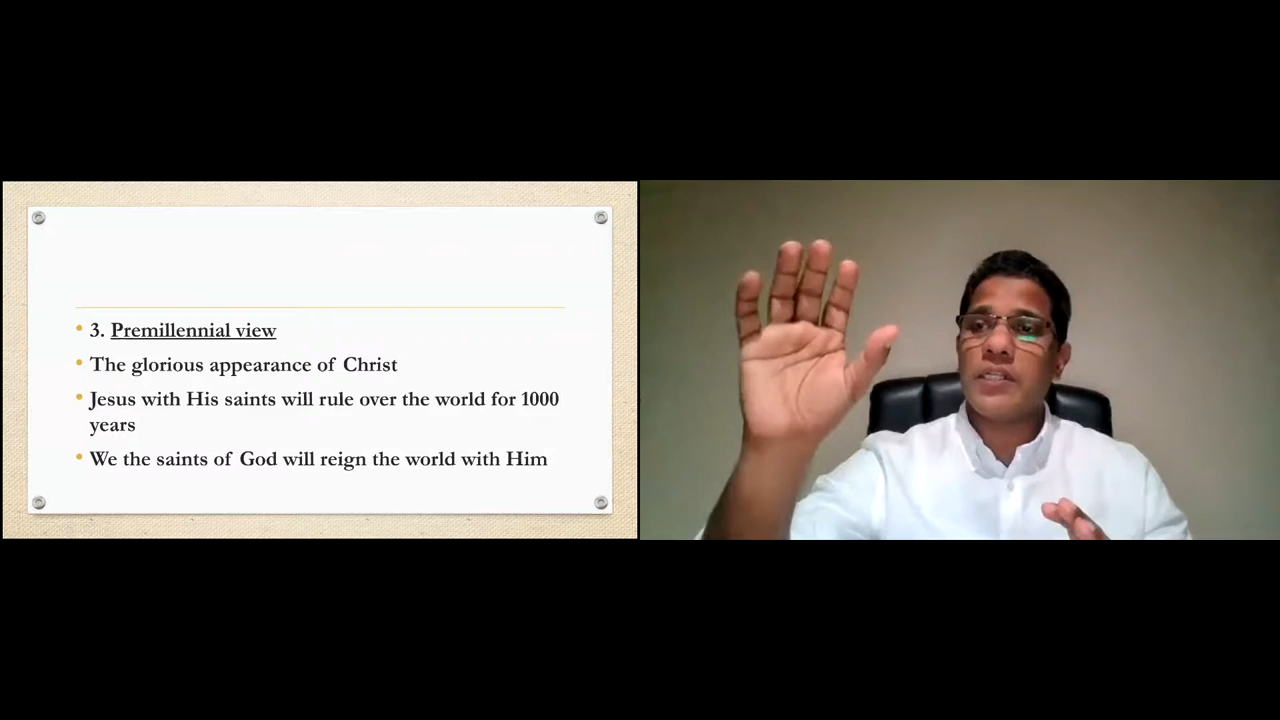 • 3. Premillennial view
• The glorious appearance of Christ
• Jesus with His saints will rule over the world for 1000
years
• We the saints of God will reign the world with Him